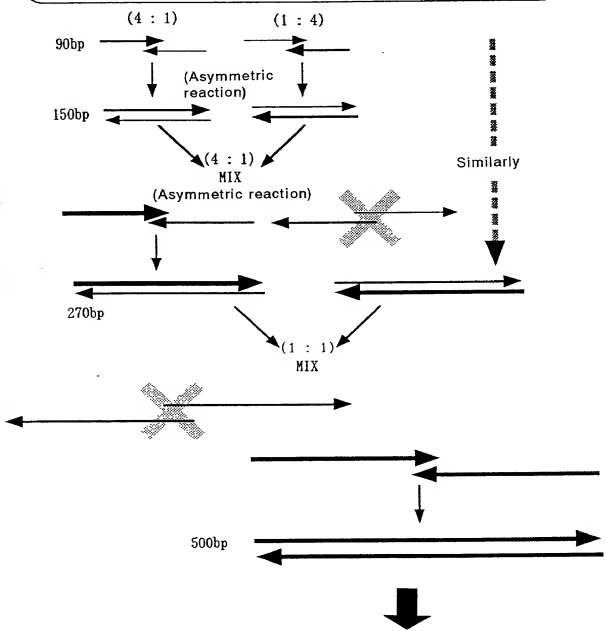 (4 : 1)
(1 : 4)
90bp
(Asymmetric
reaction)
150bp
(4 : 1)
MIX
Similarly
(Asymmetric reaction)
270bp
(1 : 1)
MIX
500bp